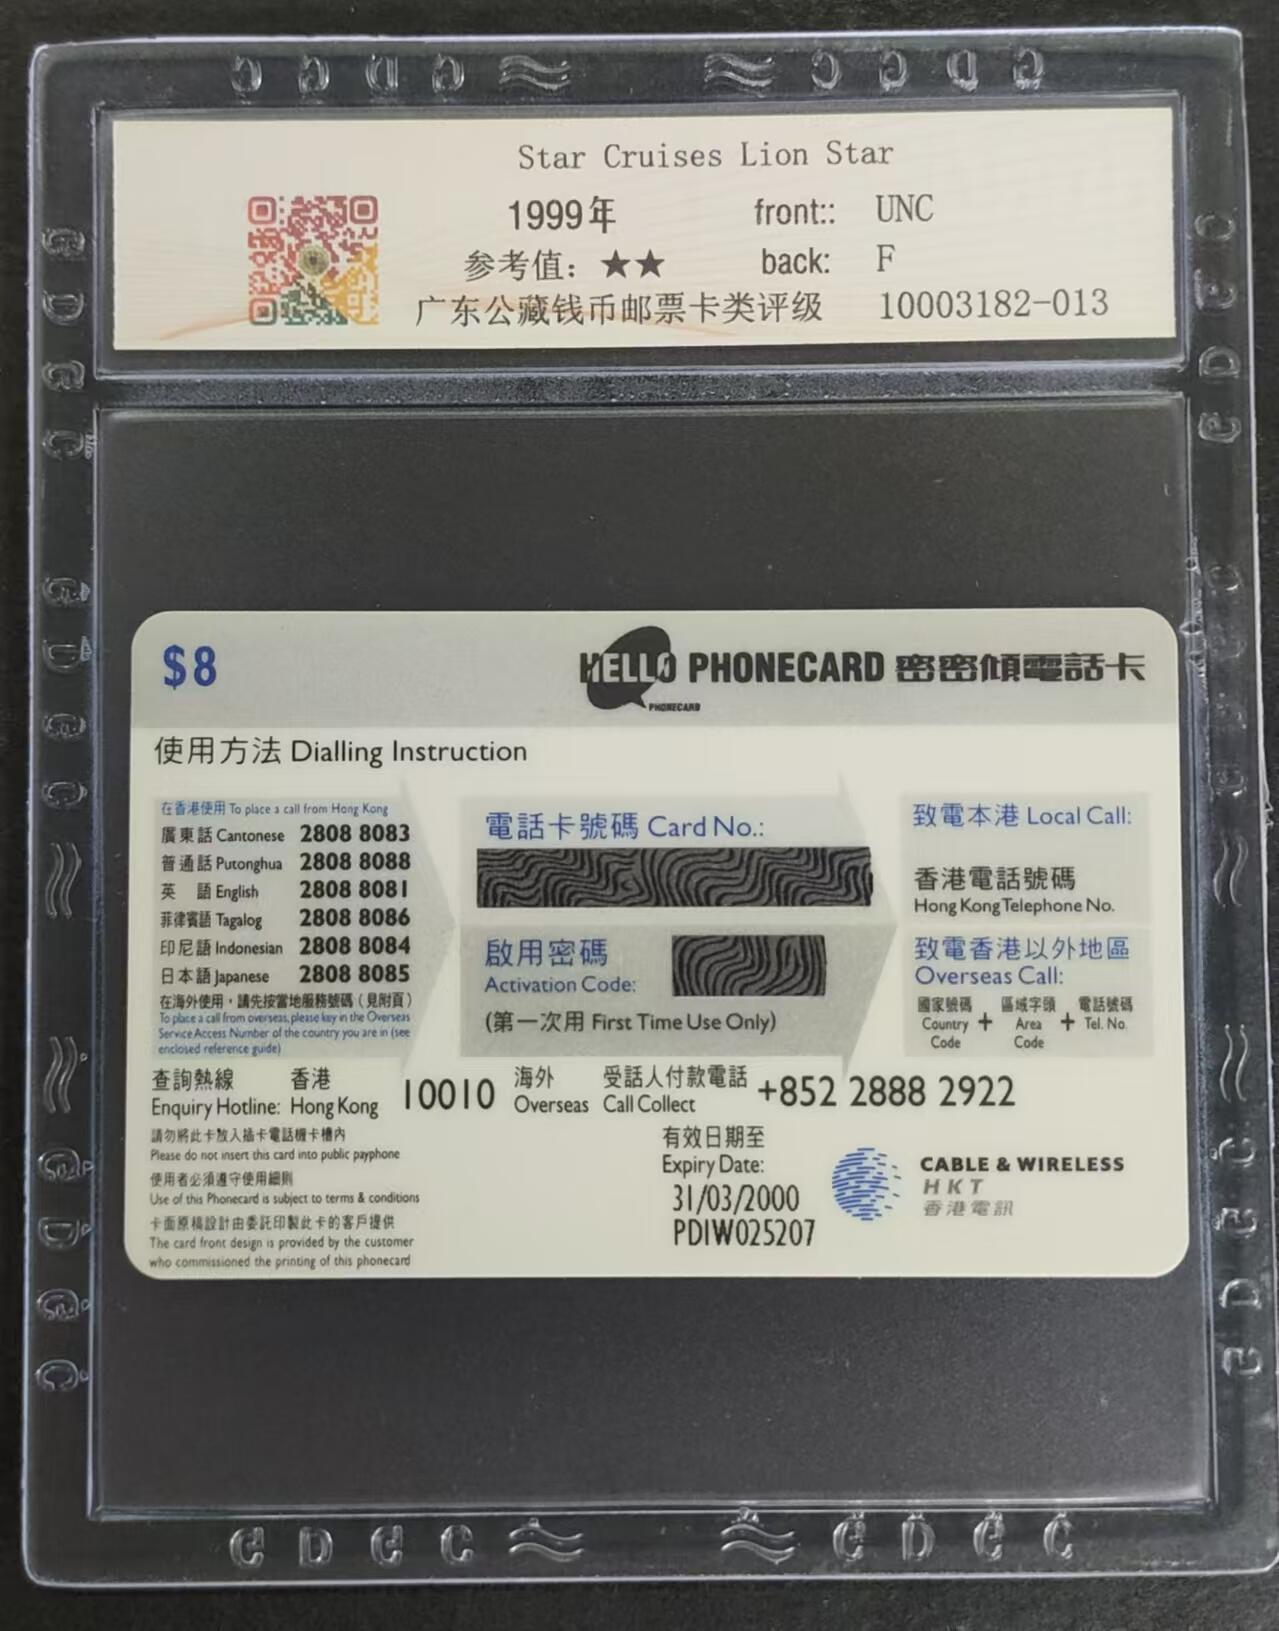 GDGC GDGC
Star Cruises Lion Star
1999年 front:: UNC
参考值：★★ back: F
广东公藏钱币邮票卡类评级 10003182-013
$8
HELLO PHONECARD 密密傾電話卡
PHONECARD
使用方法 Dialling Instruction
在香港使用 To place a call from Hong Kong
廣東話 Cantonese 2808 8083
普通話 Putonghua 2808 8088
英 語 English 2808 8081
菲律賓語 Tagalog 2808 8086
印尼語 Indonesian 2808 8084
日本語 Japanese 2808 8085
在海外使用，請先按當地服務號碼（見附頁）
To place a call from overseas, please key in the Overseas
Service Access Number of the country you are in (see
enclosed reference guide)
電話卡號碼 Card No.:
啟用密碼
Activation Code:
(第一次用 First Time Use Only)
致電本港 Local Call:
香港電話號碼
Hong Kong Telephone No.
致電香港以外地區
Overseas Call:
國家號碼 區域字頭 電話號碼
Country + Area + Tel. No.
Code Code
查詢熱線 香港 10010 海外 受話人付款電話 +852 2888 2922
Enquiry Hotline: Hong Kong Overseas Call Collect
請勿將此卡放入插卡電話機卡槽內
Please do not insert this card into public payphone
使用者必須遵守使用細則
Use of this Phonecard is subject to terms & conditions
卡面原稿設計由委託印製此卡的客戶提供
The card front design is provided by the customer
who commissioned the printing of this phonecard
有效日期至
Expiry Date:
31/03/2000
PDIW025207
CABLE & WIRELESS
HKT
香港電訊
GDGC GDGC